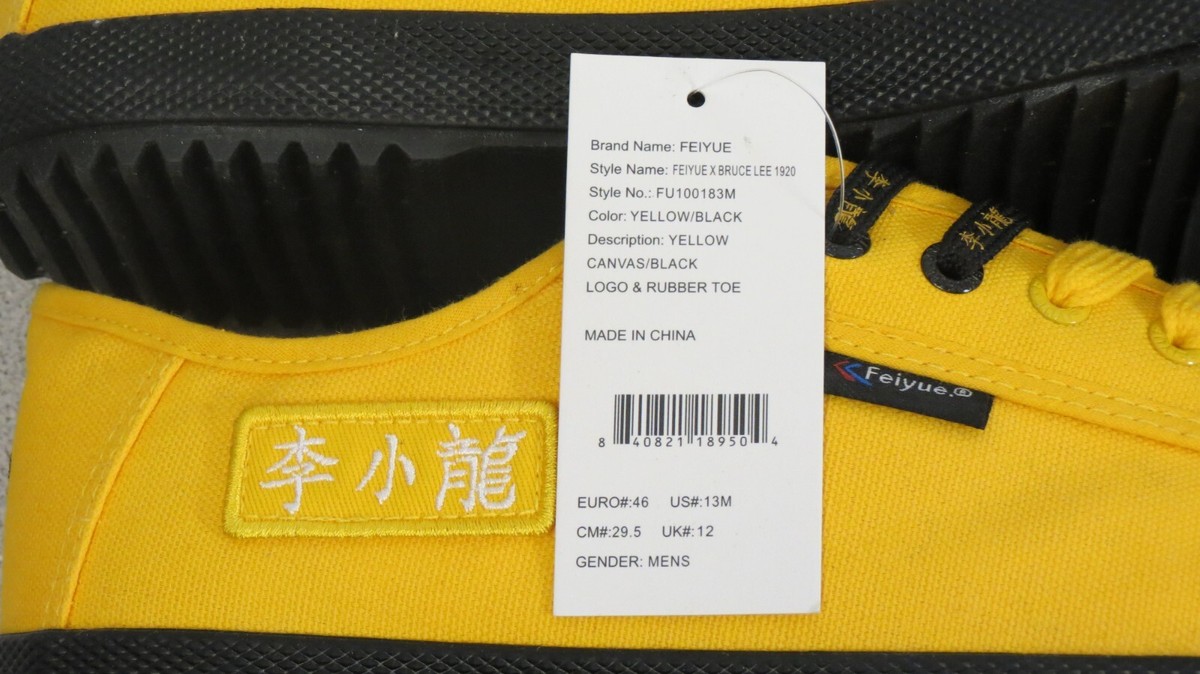 Brand Name: FEIYUE
Style Name: FEIYUE X BRUCE LEE 1920
Style No.: FU100183M
Color: YELLOW/BLACK
Description: YELLOW
CANVAS/BLACK
LOGO & RUBBER TOE
MADE IN CHINA
8 40821 18950 4
EURO#:46 US#:13M
CM#:29.5 UK#:12
GENDER: MENS
李小龍
李小龍
李小龍
Feiyue.®